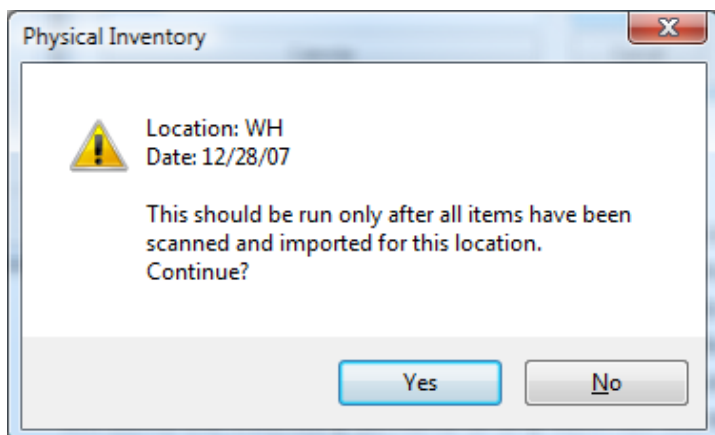 Physical Inventory
Location: WH
Date: 12/28/07
This should be run only after all items have been
scanned and imported for this location.
Continue?
Yes
No